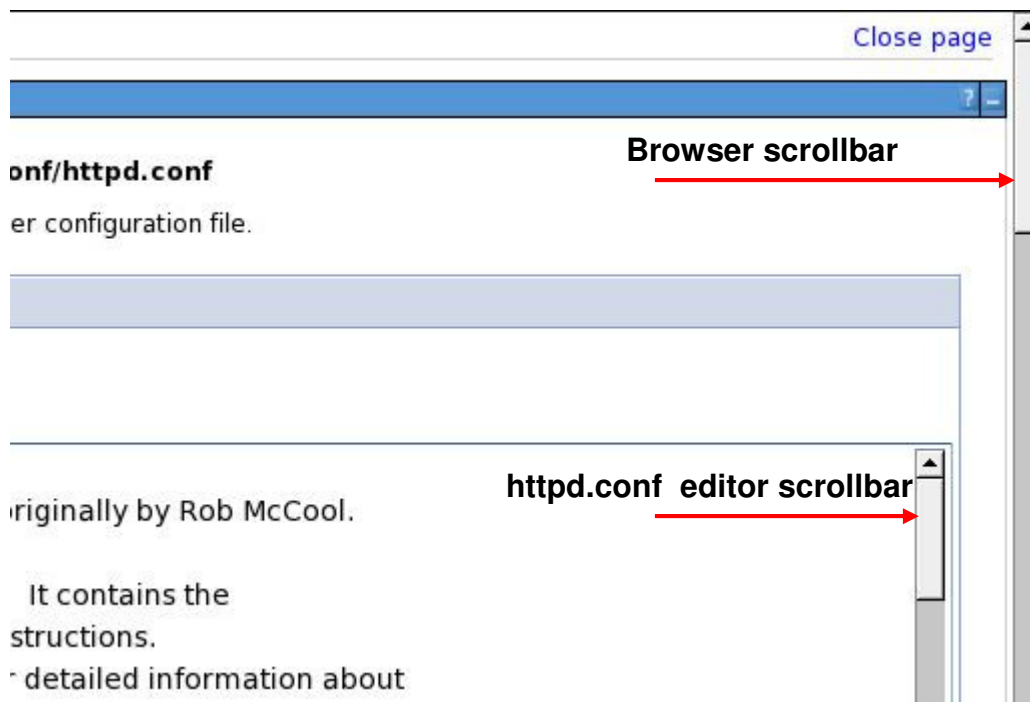 Close page
?
Browser scrollbar
onf/httpd.conf
er configuration file.
httpd.conf editor scrollbar
riginally by Rob McCool.
It contains the
structions.
detailed information about